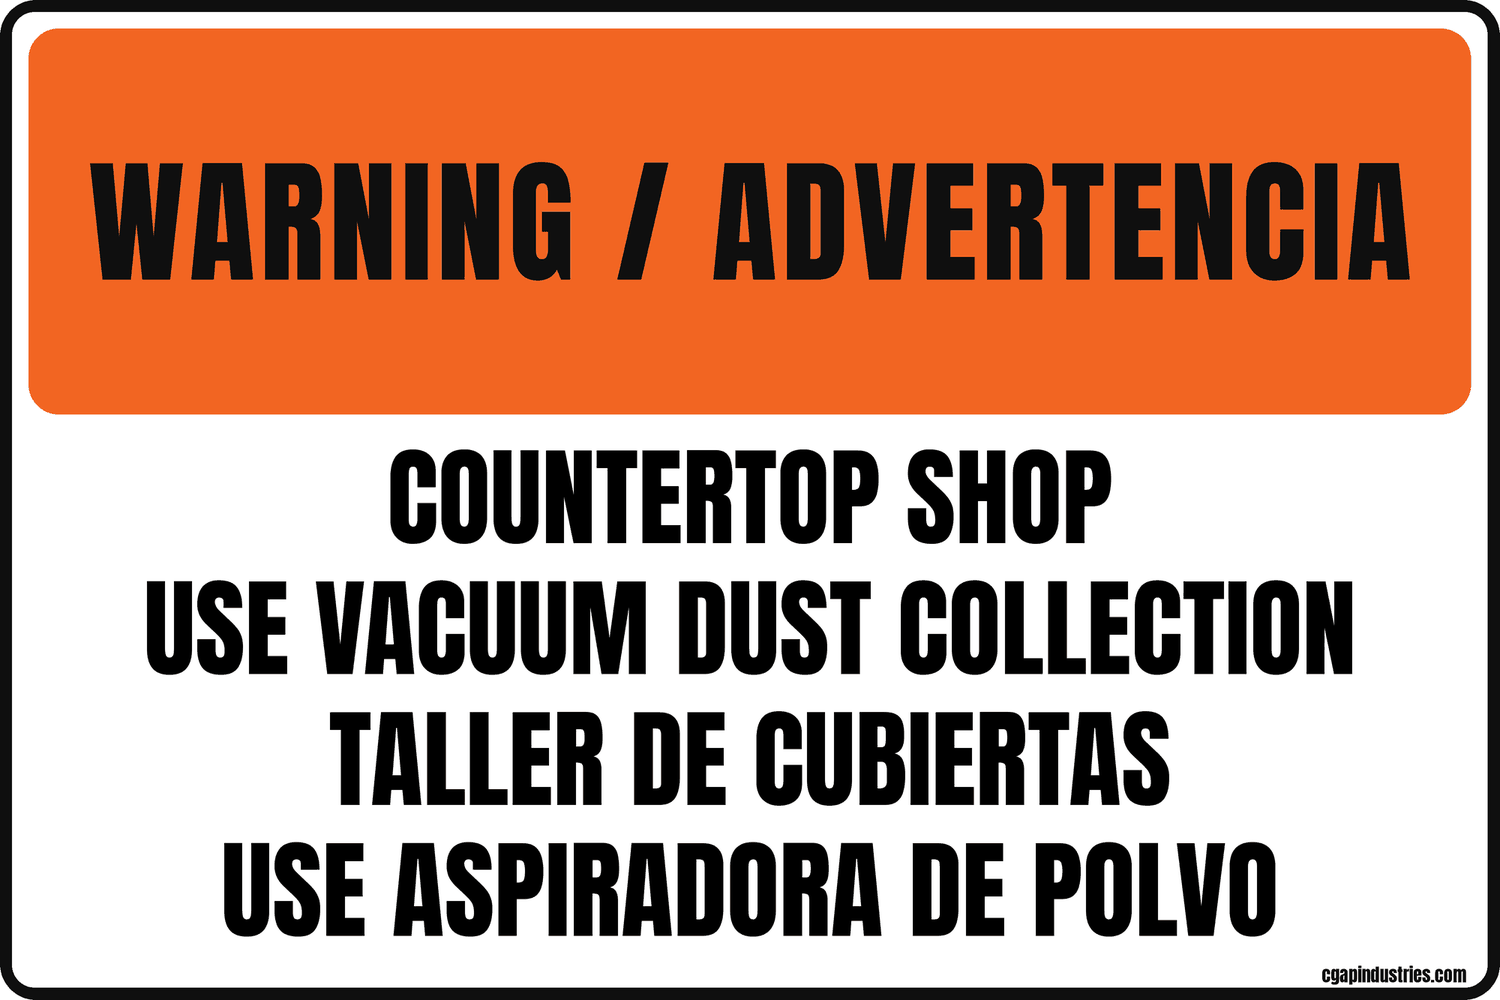 WARNING / ADVERTENCIA
COUNTERTOP SHOP
USE VACUUM DUST COLLECTION
TALLER DE CUBIERTAS
USE ASPIRADORA DE POLVO
cgapindustries.com